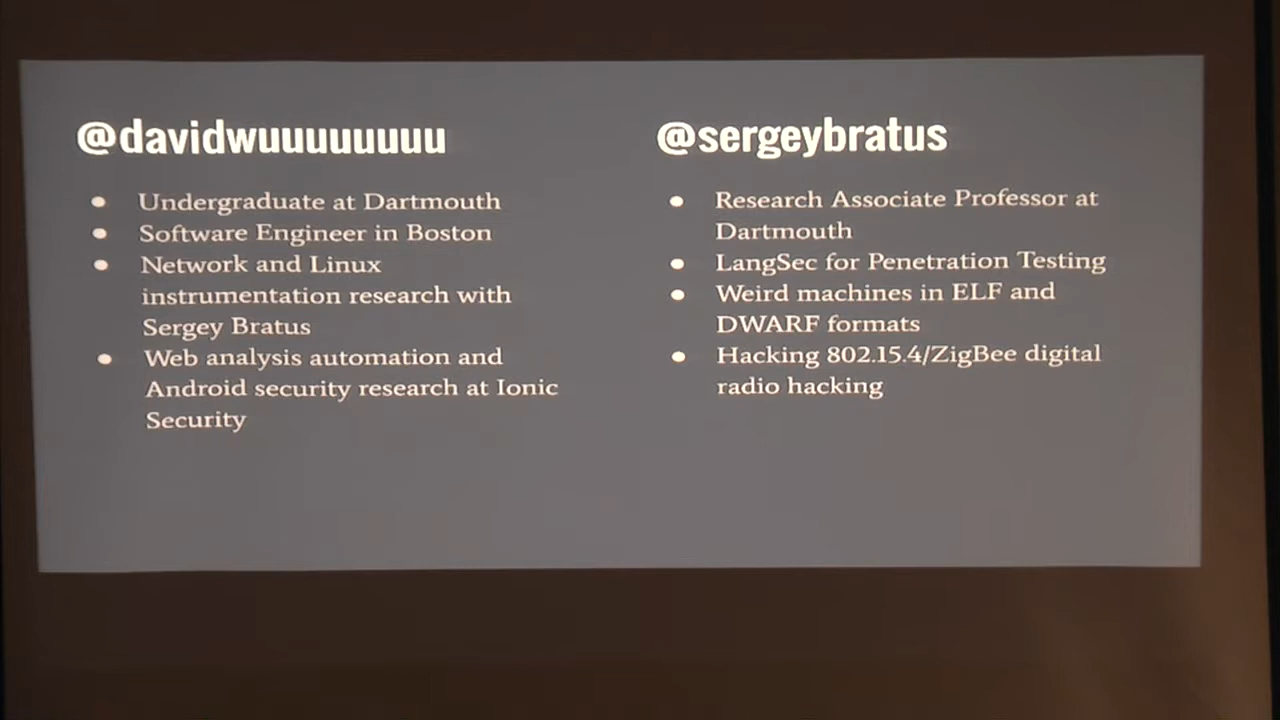 @davidwuuuuuuuuu
• Undergraduate at Dartmouth
• Software Engineer in Boston
• Network and Linux
instrumentation research with
Sergey Bratus
• Web analysis automation and
Android security research at Ionic
Security
@sergeybratus
• Research Associate Professor at
Dartmouth
• LangSec for Penetration Testing
• Weird machines in ELF and
DWARF formats
• Hacking 802.15.4/ZigBee digital
radio hacking